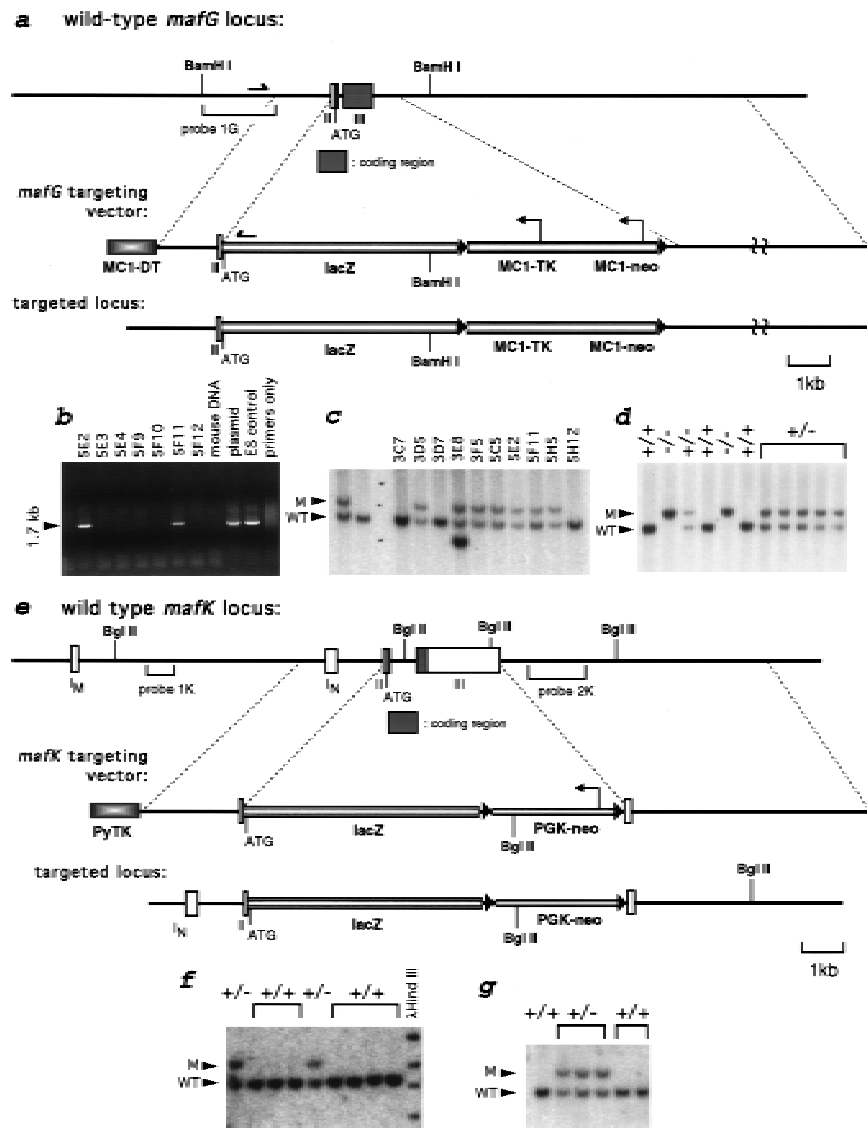 a wild-type mafG locus:
BamH I
BamH I
probe 1G
II
ATG
III
: coding region
mafG targeting
vector:
MC1-DT
II
ATG
lacZ
BamH I
MC1-TK
MC1-neo
targeted locus:
II
ATG
lacZ
BamH I
MC1-TK
MC1-neo
1kb
b
5E2
5E3
5E4
5F9
5F10
5F11
5F12
mouse DNA
plasmid
ES control
primers only
1.7 kb
c
3C7
3D5
3D7
3E8
3F5
5C5
5E2
5F11
5H5
5H12
M
WT
d
+/+
-/-
+/-
+/+
-/-
+/+
+/-
M
WT
e wild type mafK locus:
Bgl II
Bgl II
Bgl II
Bgl II
IM
probe 1K
IN
II
ATG
III
probe 2K
: coding region
mafK targeting
vector:
PyTK
ATG
lacZ
Bgl II
PGK-neo
targeted locus:
Bgl II
IN
II
ATG
lacZ
Bgl II
PGK-neo
1kb
f
+/-
+/+
+/-
+/+
λHind III
M
WT
g
+/+
+/-
+/+
M
WT